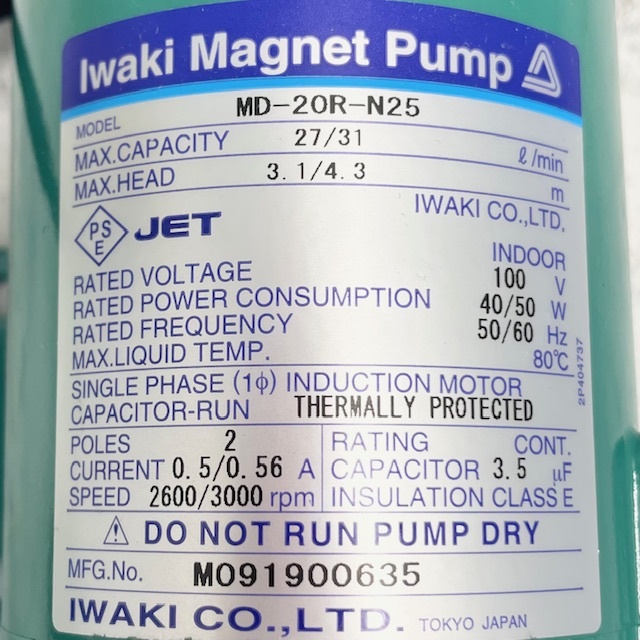 Iwaki Magnet Pump
MODEL MD-20R-N25
MAX.CAPACITY 27/31 ℓ/min
MAX.HEAD 3.1/4.3 m
IWAKI CO.,LTD.
PS
E
JET
INDOOR
RATED VOLTAGE 100 V
RATED POWER CONSUMPTION 40/50 W
RATED FREQUENCY 50/60 Hz
MAX.LIQUID TEMP. 80℃
2P404737
SINGLE PHASE (1ϕ) INDUCTION MOTOR
CAPACITOR-RUN THERMALLY PROTECTED
POLES 2 RATING CONT.
CURRENT 0.5/0.56 A CAPACITOR 3.5 μF
SPEED 2600/3000 rpm INSULATION CLASS E
⚠ DO NOT RUN PUMP DRY
MFG.No. M091900635
IWAKI CO.,LTD. TOKYO JAPAN